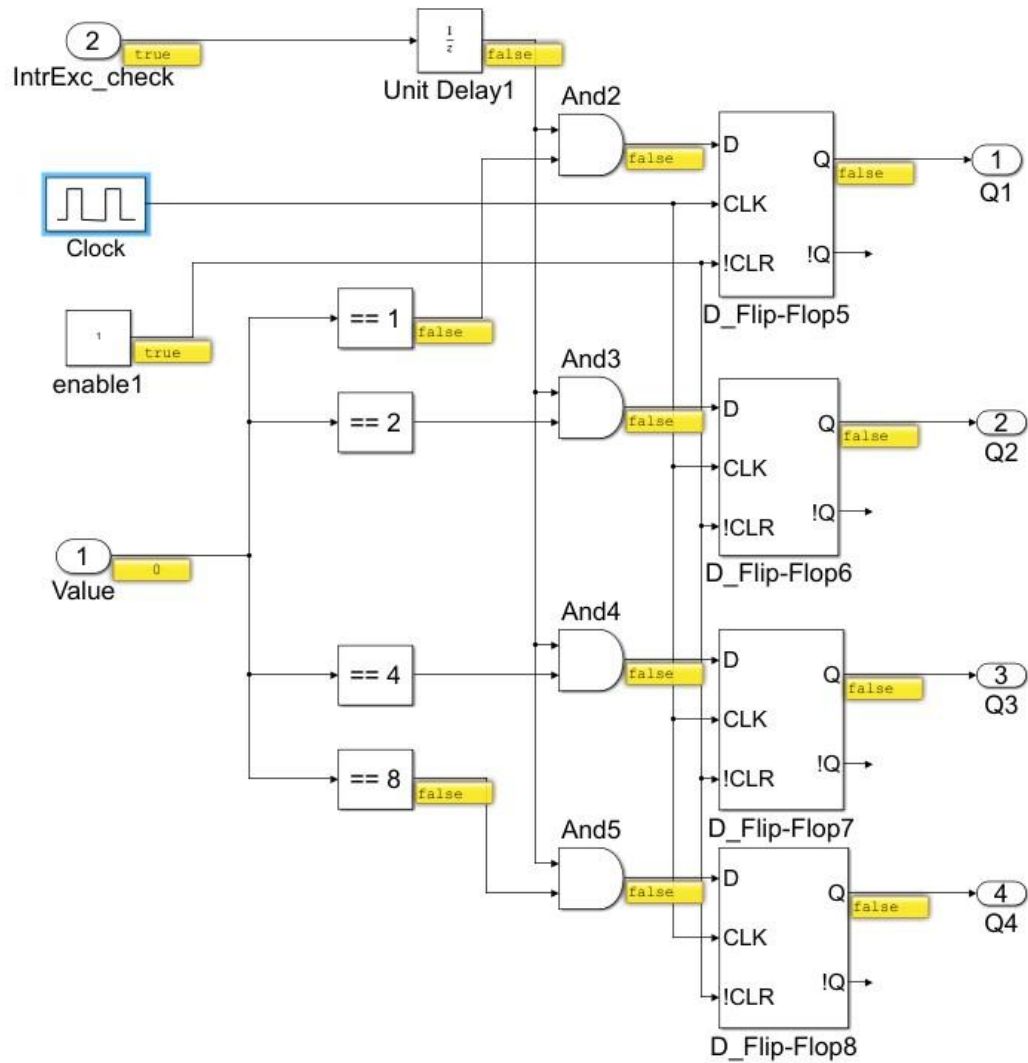 2
true
IntrExc_check
1
z
false
Unit Delay1
And2
false
D
CLK
!CLR
Q
false
!Q
D_Flip-Flop5
1
Q1
Clock
1
true
enable1
== 1
false
== 2
And3
false
D
CLK
!CLR
Q
false
!Q
D_Flip-Flop6
2
Q2
1
0
Value
== 4
And4
false
D
CLK
!CLR
Q
false
!Q
D_Flip-Flop7
3
Q3
== 8
false
And5
false
D
CLK
!CLR
Q
false
!Q
D_Flip-Flop8
4
Q4